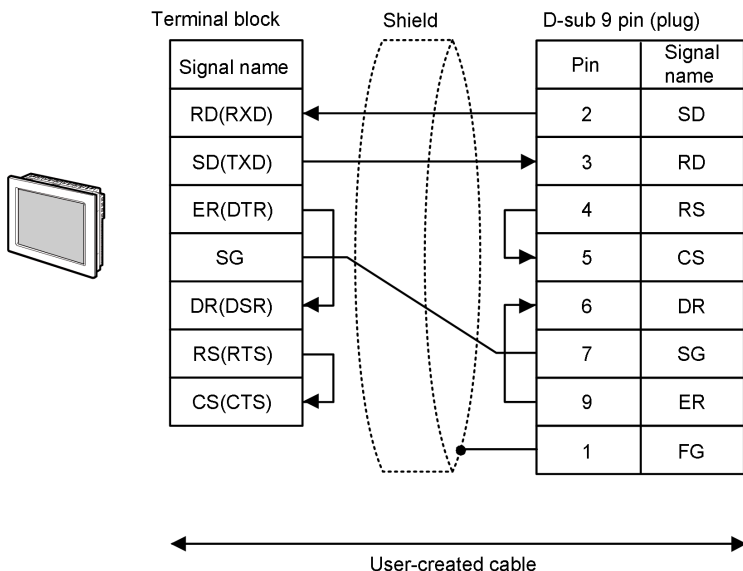 Terminal block
Shield
D-sub 9 pin (plug)
Signal name
Pin
Signal
name
RD(RXD)
2
SD
SD(TXD)
3
RD
ER(DTR)
4
RS
SG
5
CS
DR(DSR)
6
DR
RS(RTS)
7
SG
CS(CTS)
9
ER
1
FG
User-created cable